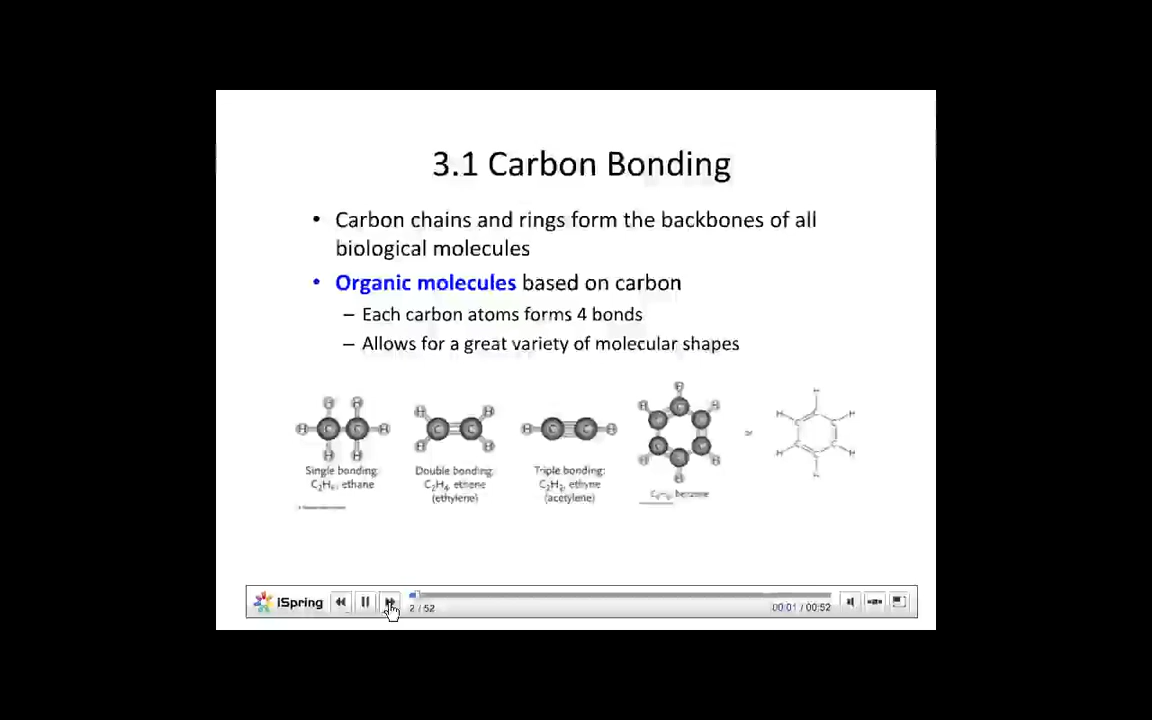 3.1 Carbon Bonding
• Carbon chains and rings form the backbones of all
biological molecules
• Organic molecules based on carbon
– Each carbon atoms forms 4 bonds
– Allows for a great variety of molecular shapes
Single bonding: Double bonding: Triple bonding:
ethane C₂H₄, ethene C₂H₂, ethyne benzene
(ethylene) (acetylene)
iSpring 2 / 52 00:01 / 00:52